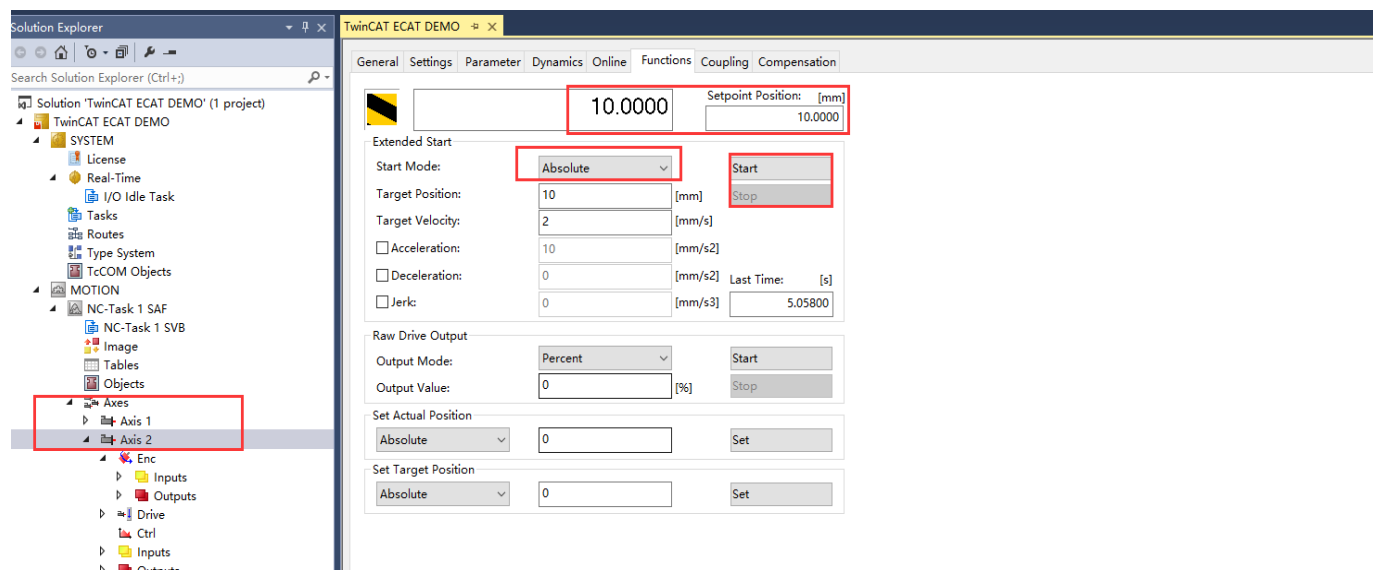 Solution Explorer
Search Solution Explorer (Ctrl+;)
Solution 'TwinCAT ECAT DEMO' (1 project)
TwinCAT ECAT DEMO
SYSTEM
License
Real-Time
I/O Idle Task
Tasks
Routes
Type System
TcCOM Objects
MOTION
NC-Task 1 SAF
NC-Task 1 SVB
Image
Tables
Objects
Axes
Axis 1
Axis 2
Enc
Inputs
Outputs
Drive
Ctrl
Inputs
Outputs
TwinCAT ECAT DEMO
General Settings Parameter Dynamics Online Functions Coupling Compensation
10.0000 Setpoint Position: [mm]
10.0000
Extended Start
Start Mode: Absolute Start
Target Position: 10 [mm] Stop
Target Velocity: 2 [mm/s]
Acceleration: 10 [mm/s2]
Deceleration: 0 [mm/s2] Last Time: [s]
Jerk: 0 [mm/s3] 5.05800
Raw Drive Output
Output Mode: Percent Start
Output Value: 0 [%] Stop
Set Actual Position
Absolute 0 Set
Set Target Position
Absolute 0 Set